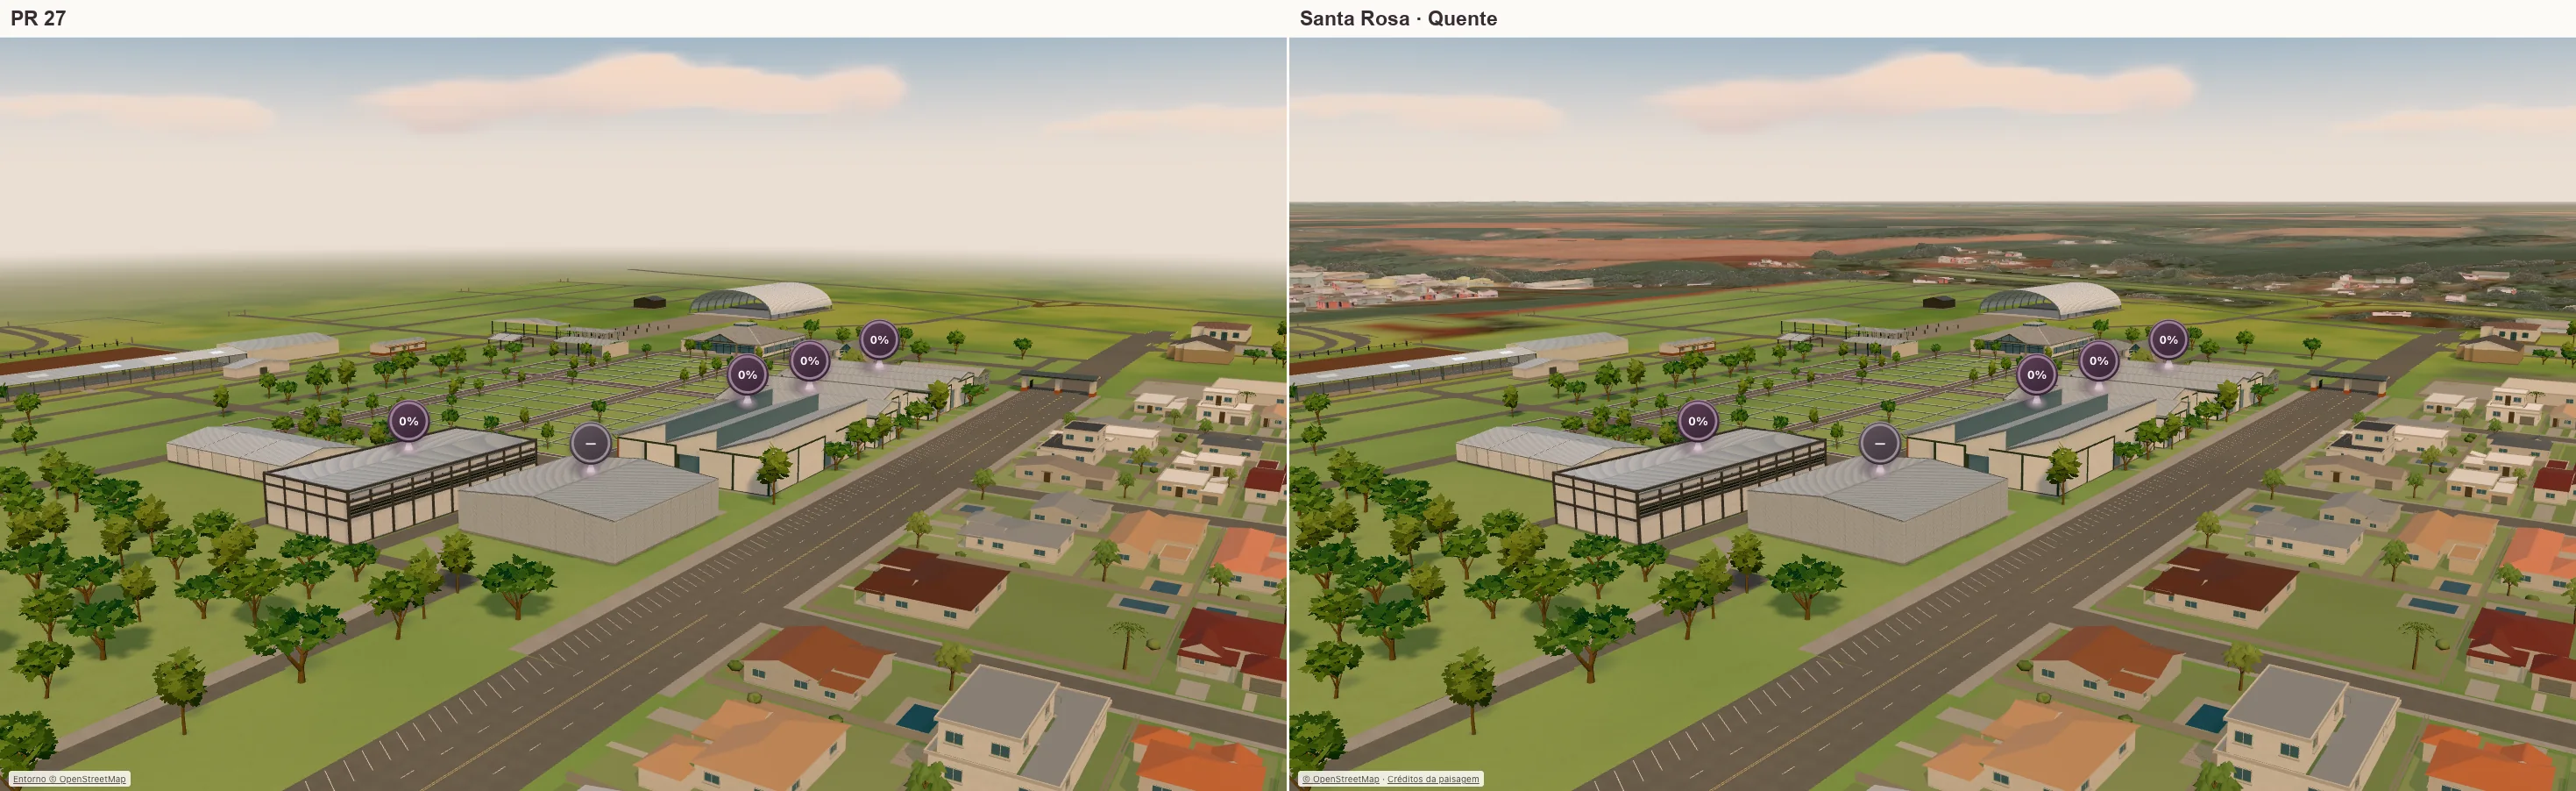 PR 27
0%
0%
0%
0%
–
Entorno © OpenStreetMap
Santa Rosa · Quente
0%
0%
0%
0%
–
© OpenStreetMap · Créditos da paisagem